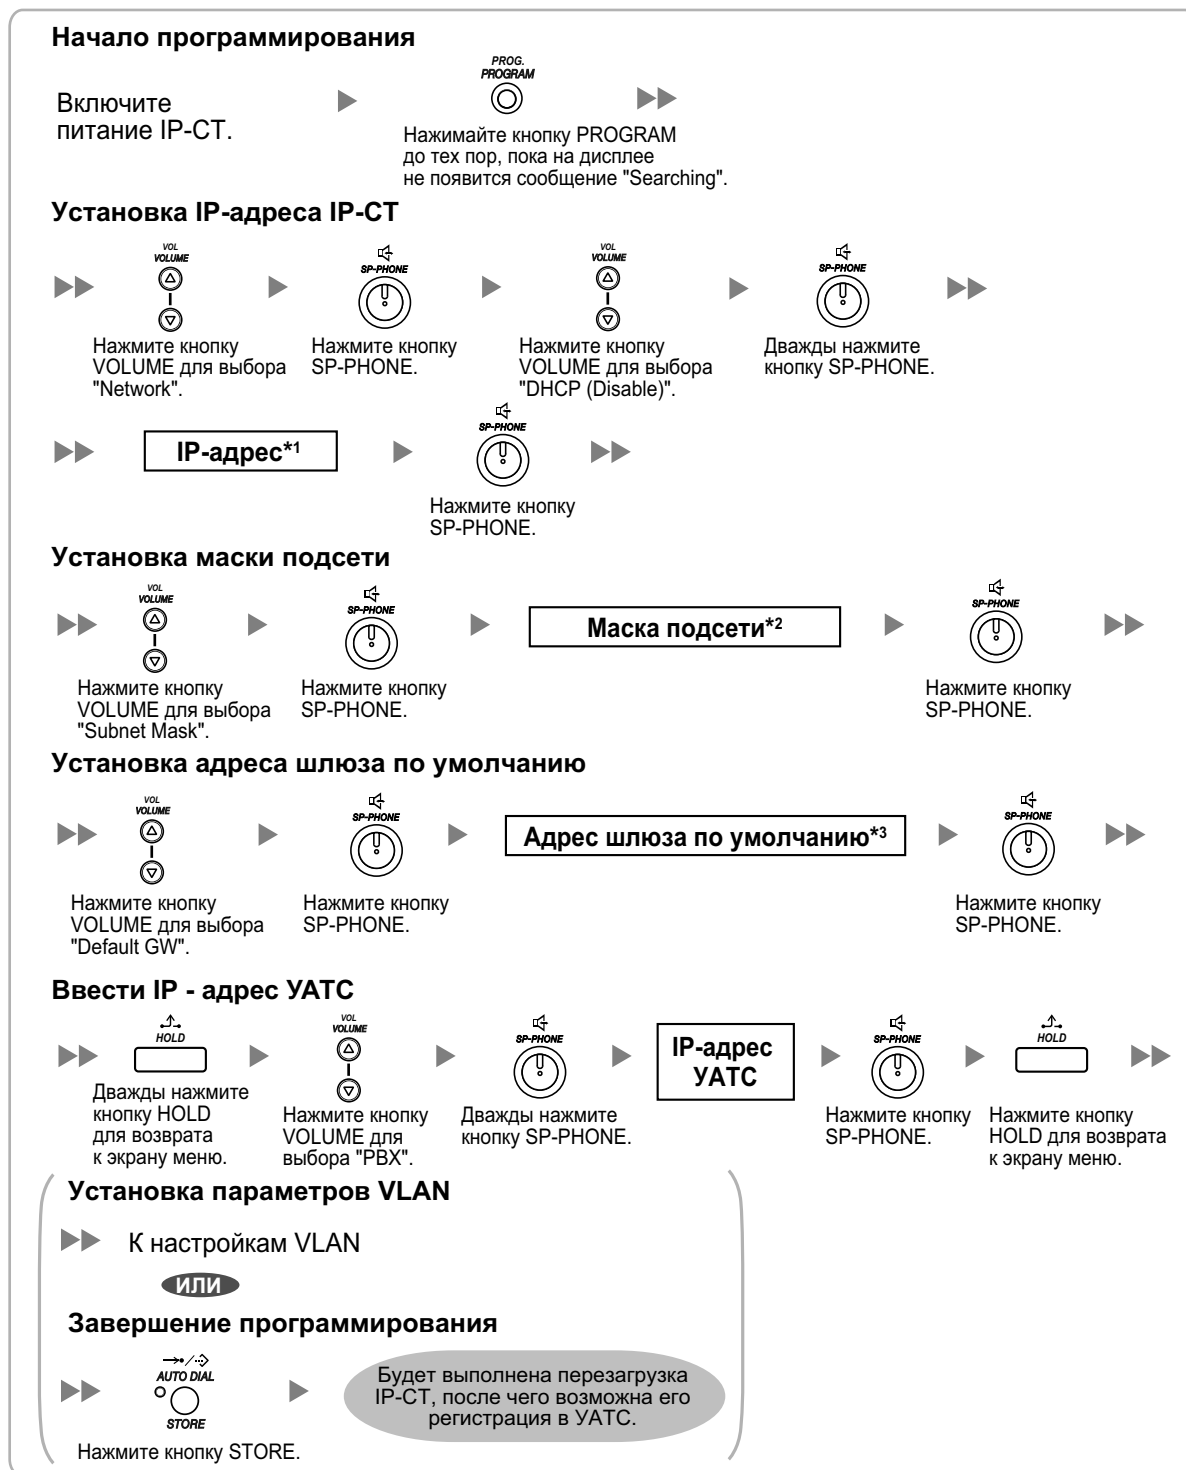 Начало программирования
PROG.
PROGRAM
Включите
питание IP-CT.
Нажимайте кнопку PROGRAM
до тех пор, пока на дисплее
не появится сообщение "Searching".
Установка IP-адреса IP-CT
VOL
VOLUME
SP-PHONE
VOL
VOLUME
SP-PHONE
Нажмите кнопку
VOLUME для выбора
"Network".
Нажмите кнопку
SP-PHONE.
Нажмите кнопку
VOLUME для выбора
"DHCP (Disable)".
Дважды нажмите
кнопку SP-PHONE.
IP-адрес*1
SP-PHONE
Нажмите кнопку
SP-PHONE.
Установка маски подсети
VOL
VOLUME
SP-PHONE
Маска подсети*2
SP-PHONE
Нажмите кнопку
VOLUME для выбора
"Subnet Mask".
Нажмите кнопку
SP-PHONE.
Нажмите кнопку
SP-PHONE.
Установка адреса шлюза по умолчанию
VOL
VOLUME
SP-PHONE
Адрес шлюза по умолчанию*3
SP-PHONE
Нажмите кнопку
VOLUME для выбора
"Default GW".
Нажмите кнопку
SP-PHONE.
Нажмите кнопку
SP-PHONE.
Ввести IP - адрес УАТС
HOLD
VOL
VOLUME
SP-PHONE
IP-адрес
УАТС
SP-PHONE
HOLD
Дважды нажмите
кнопку HOLD
для возврата
к экрану меню.
Нажмите кнопку
VOLUME для
выбора "PBX".
Дважды нажмите
кнопку SP-PHONE.
Нажмите кнопку
SP-PHONE.
Нажмите кнопку
HOLD для возврата
к экрану меню.
Установка параметров VLAN
К настройкам VLAN
ИЛИ
Завершение программирования
AUTO DIAL
STORE
Нажмите кнопку STORE.
Будет выполнена перезагрузка
IP-CT, после чего возможна его
регистрация в УАТС.